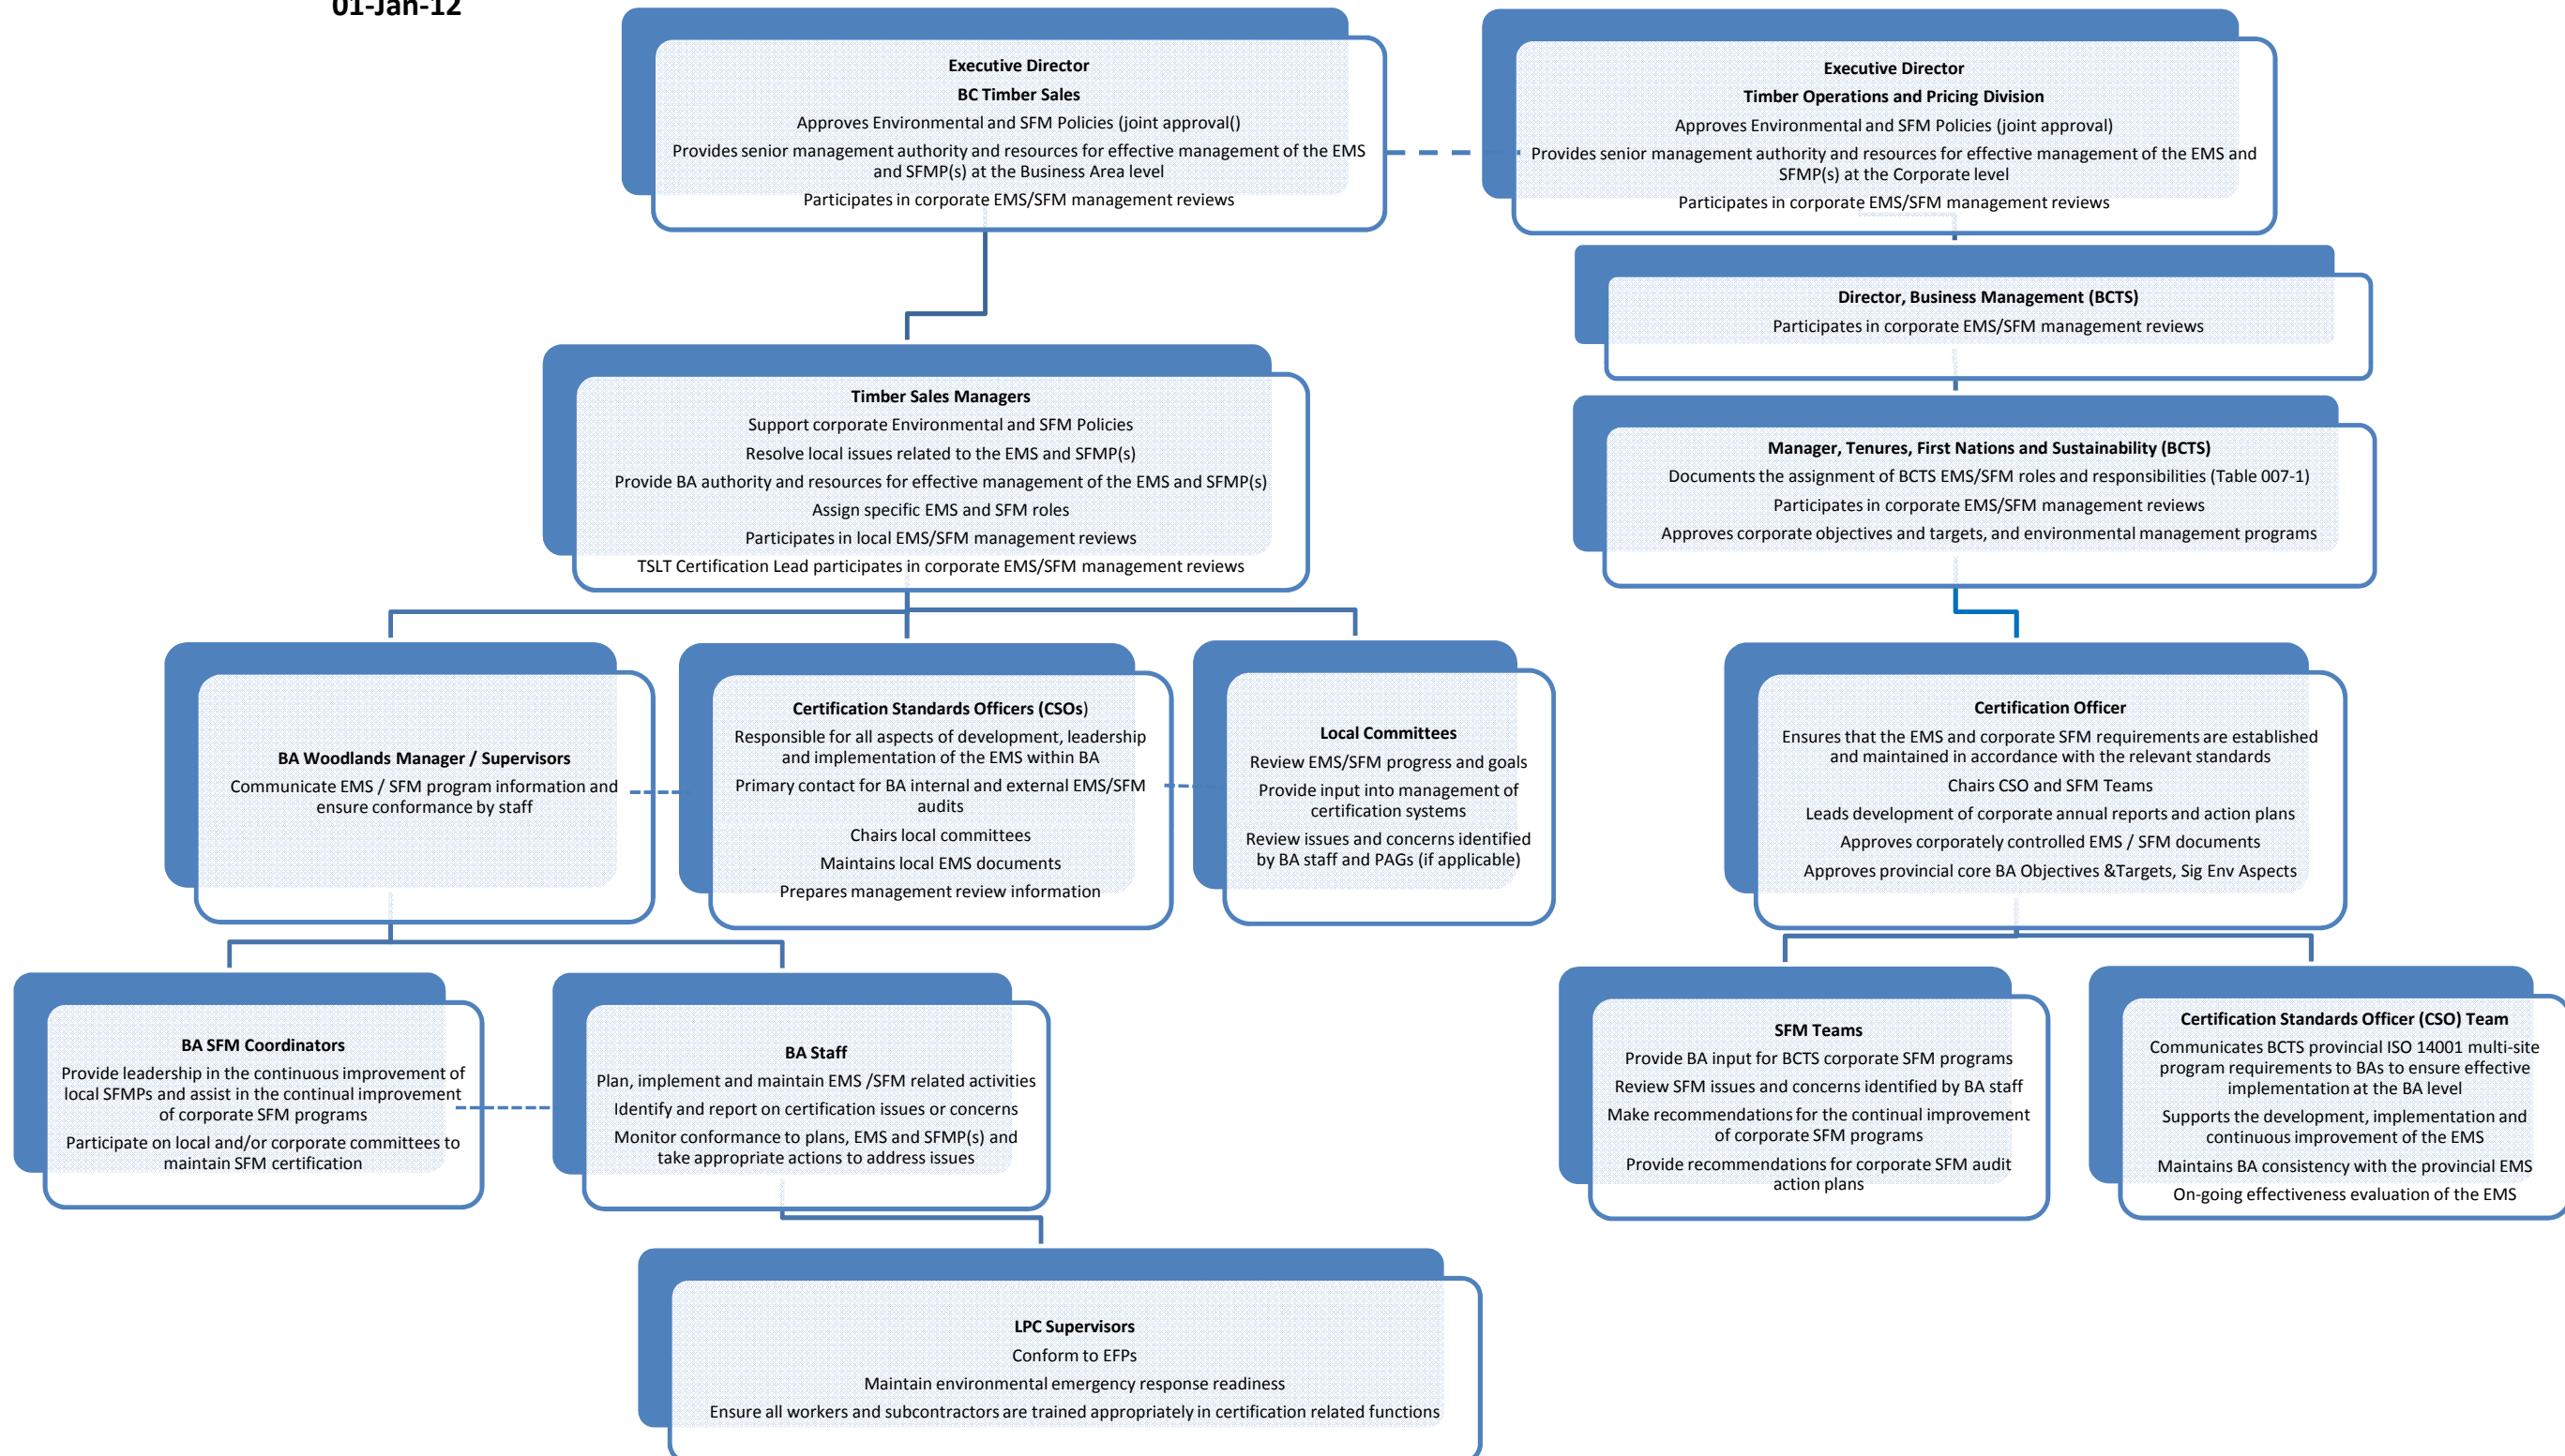 01-Jan-12
Executive Director
BC Timber Sales
Approves Environmental and SFM Policies (joint approval()
Provides senior management authority and resources for effective management of the EMS
and SFMP(s) at the Business Area level
Participates in corporate EMS/SFM management reviews
Executive Director
Timber Operations and Pricing Division
Approves Environmental and SFM Policies (joint approval)
Provides senior management authority and resources for effective management of the EMS and
SFMP(s) at the Corporate level
Participates in corporate EMS/SFM management reviews
Director, Business Management (BCTS)
Participates in corporate EMS/SFM management reviews
Timber Sales Managers
Support corporate Environmental and SFM Policies
Resolve local issues related to the EMS and SFMP(s)
Provide BA authority and resources for effective management of the EMS and SFMP(s)
Assign specific EMS and SFM roles
Participates in local EMS/SFM management reviews
TSLT Certification Lead participates in corporate EMS/SFM management reviews
Manager, Tenures, First Nations and Sustainability (BCTS)
Documents the assignment of BCTS EMS/SFM roles and responsibilities (Table 007-1)
Participates in corporate EMS/SFM management reviews
Approves corporate objectives and targets, and environmental management programs
BA Woodlands Manager / Supervisors
Communicate EMS / SFM program information and
ensure conformance by staff
Certification Standards Officers (CSOs)
Responsible for all aspects of development, leadership
and implementation of the EMS within BA
Primary contact for BA internal and external EMS/SFM
audits
Chairs local committees
Maintains local EMS documents
Prepares management review information
Local Committees
Review EMS/SFM progress and goals
Provide input into management of
certification systems
Review issues and concerns identified
by BA staff and PAGs (if applicable)
Certification Officer
Ensures that the EMS and corporate SFM requirements are established
and maintained in accordance with the relevant standards
Chairs CSO and SFM Teams
Leads development of corporate annual reports and action plans
Approves corporately controlled EMS / SFM documents
Approves provincial core BA Objectives &Targets, Sig Env Aspects
BA SFM Coordinators
Provide leadership in the continuous improvement of
local SFMPs and assist in the continual improvement
of corporate SFM programs
Participate on local and/or corporate committees to
maintain SFM certification
BA Staff
Plan, implement and maintain EMS /SFM related activities
Identify and report on certification issues or concerns
Monitor conformance to plans, EMS and SFMP(s) and
take appropriate actions to address issues
SFM Teams
Provide BA input for BCTS corporate SFM programs
Review SFM issues and concerns identified by BA staff
Make recommendations for the continual improvement
of corporate SFM programs
Provide recommendations for corporate SFM audit
action plans
Certification Standards Officer (CSO) Team
Communicates BCTS provincial ISO 14001 multi-site
program requirements to BAs to ensure effective
implementation at the BA level
Supports the development, implementation and
continuous improvement of the EMS
Maintains BA consistency with the provincial EMS
On-going effectiveness evaluation of the EMS
LPC Supervisors
Conform to EFPs
Maintain environmental emergency response readiness
Ensure all workers and subcontractors are trained appropriately in certification related functions